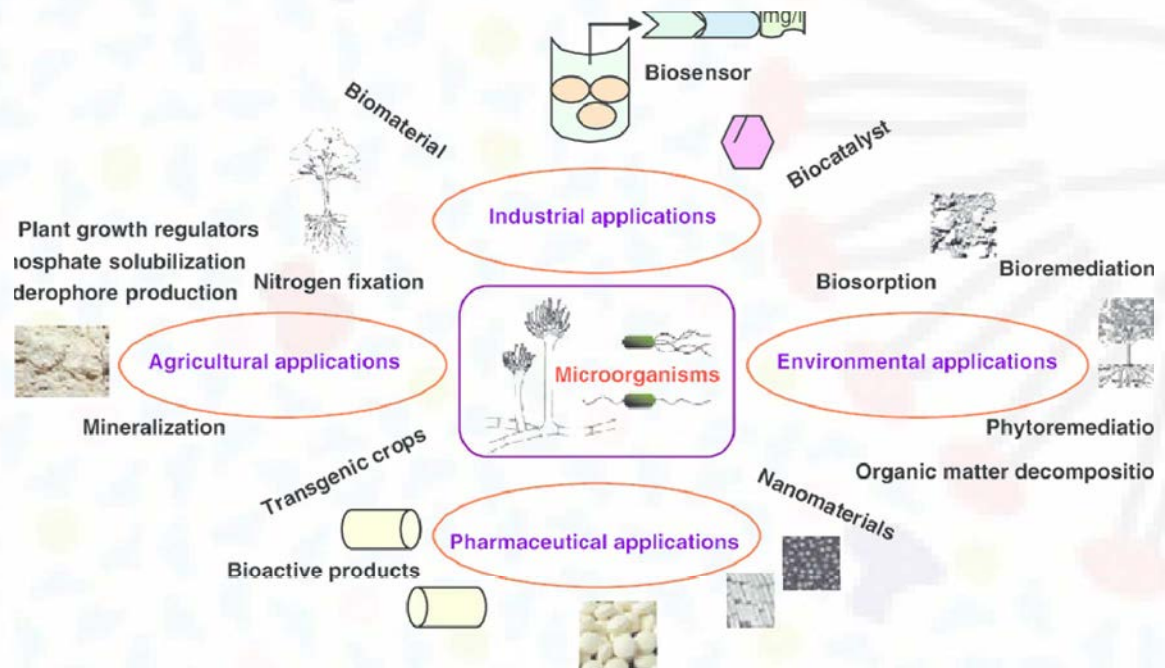 mg/l
Biosensor
Biomaterial
Biocatalyst
Industrial applications
Plant growth regulators
hosphate solubilization
derophore production
Nitrogen fixation
Biosorption
Bioremediation
Agricultural applications
Microorganisms
Environmental applications
Mineralization
Phytoremediatio
Transgenic crops
Organic matter decompositio
Nanomaterials
Pharmaceutical applications
Bioactive products